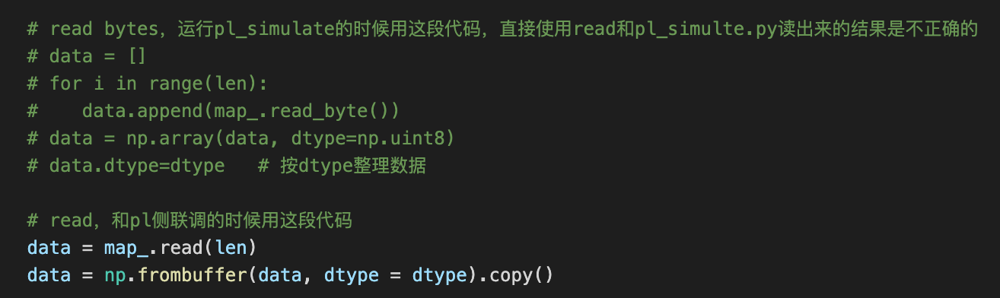 # read bytes，运行pl_simulate的时候用这段代码，直接使用read和pl_simulte.py读出来的结果是不正确的
# data = []
# for i in range(len):
#    data.append(map_.read_byte())
# data = np.array(data, dtype=np.uint8)
# data.dtype=dtype   # 按dtype整理数据
# read，和pl侧联调的时候用这段代码
data = map_.read(len)
data = np.frombuffer(data, dtype = dtype).copy()